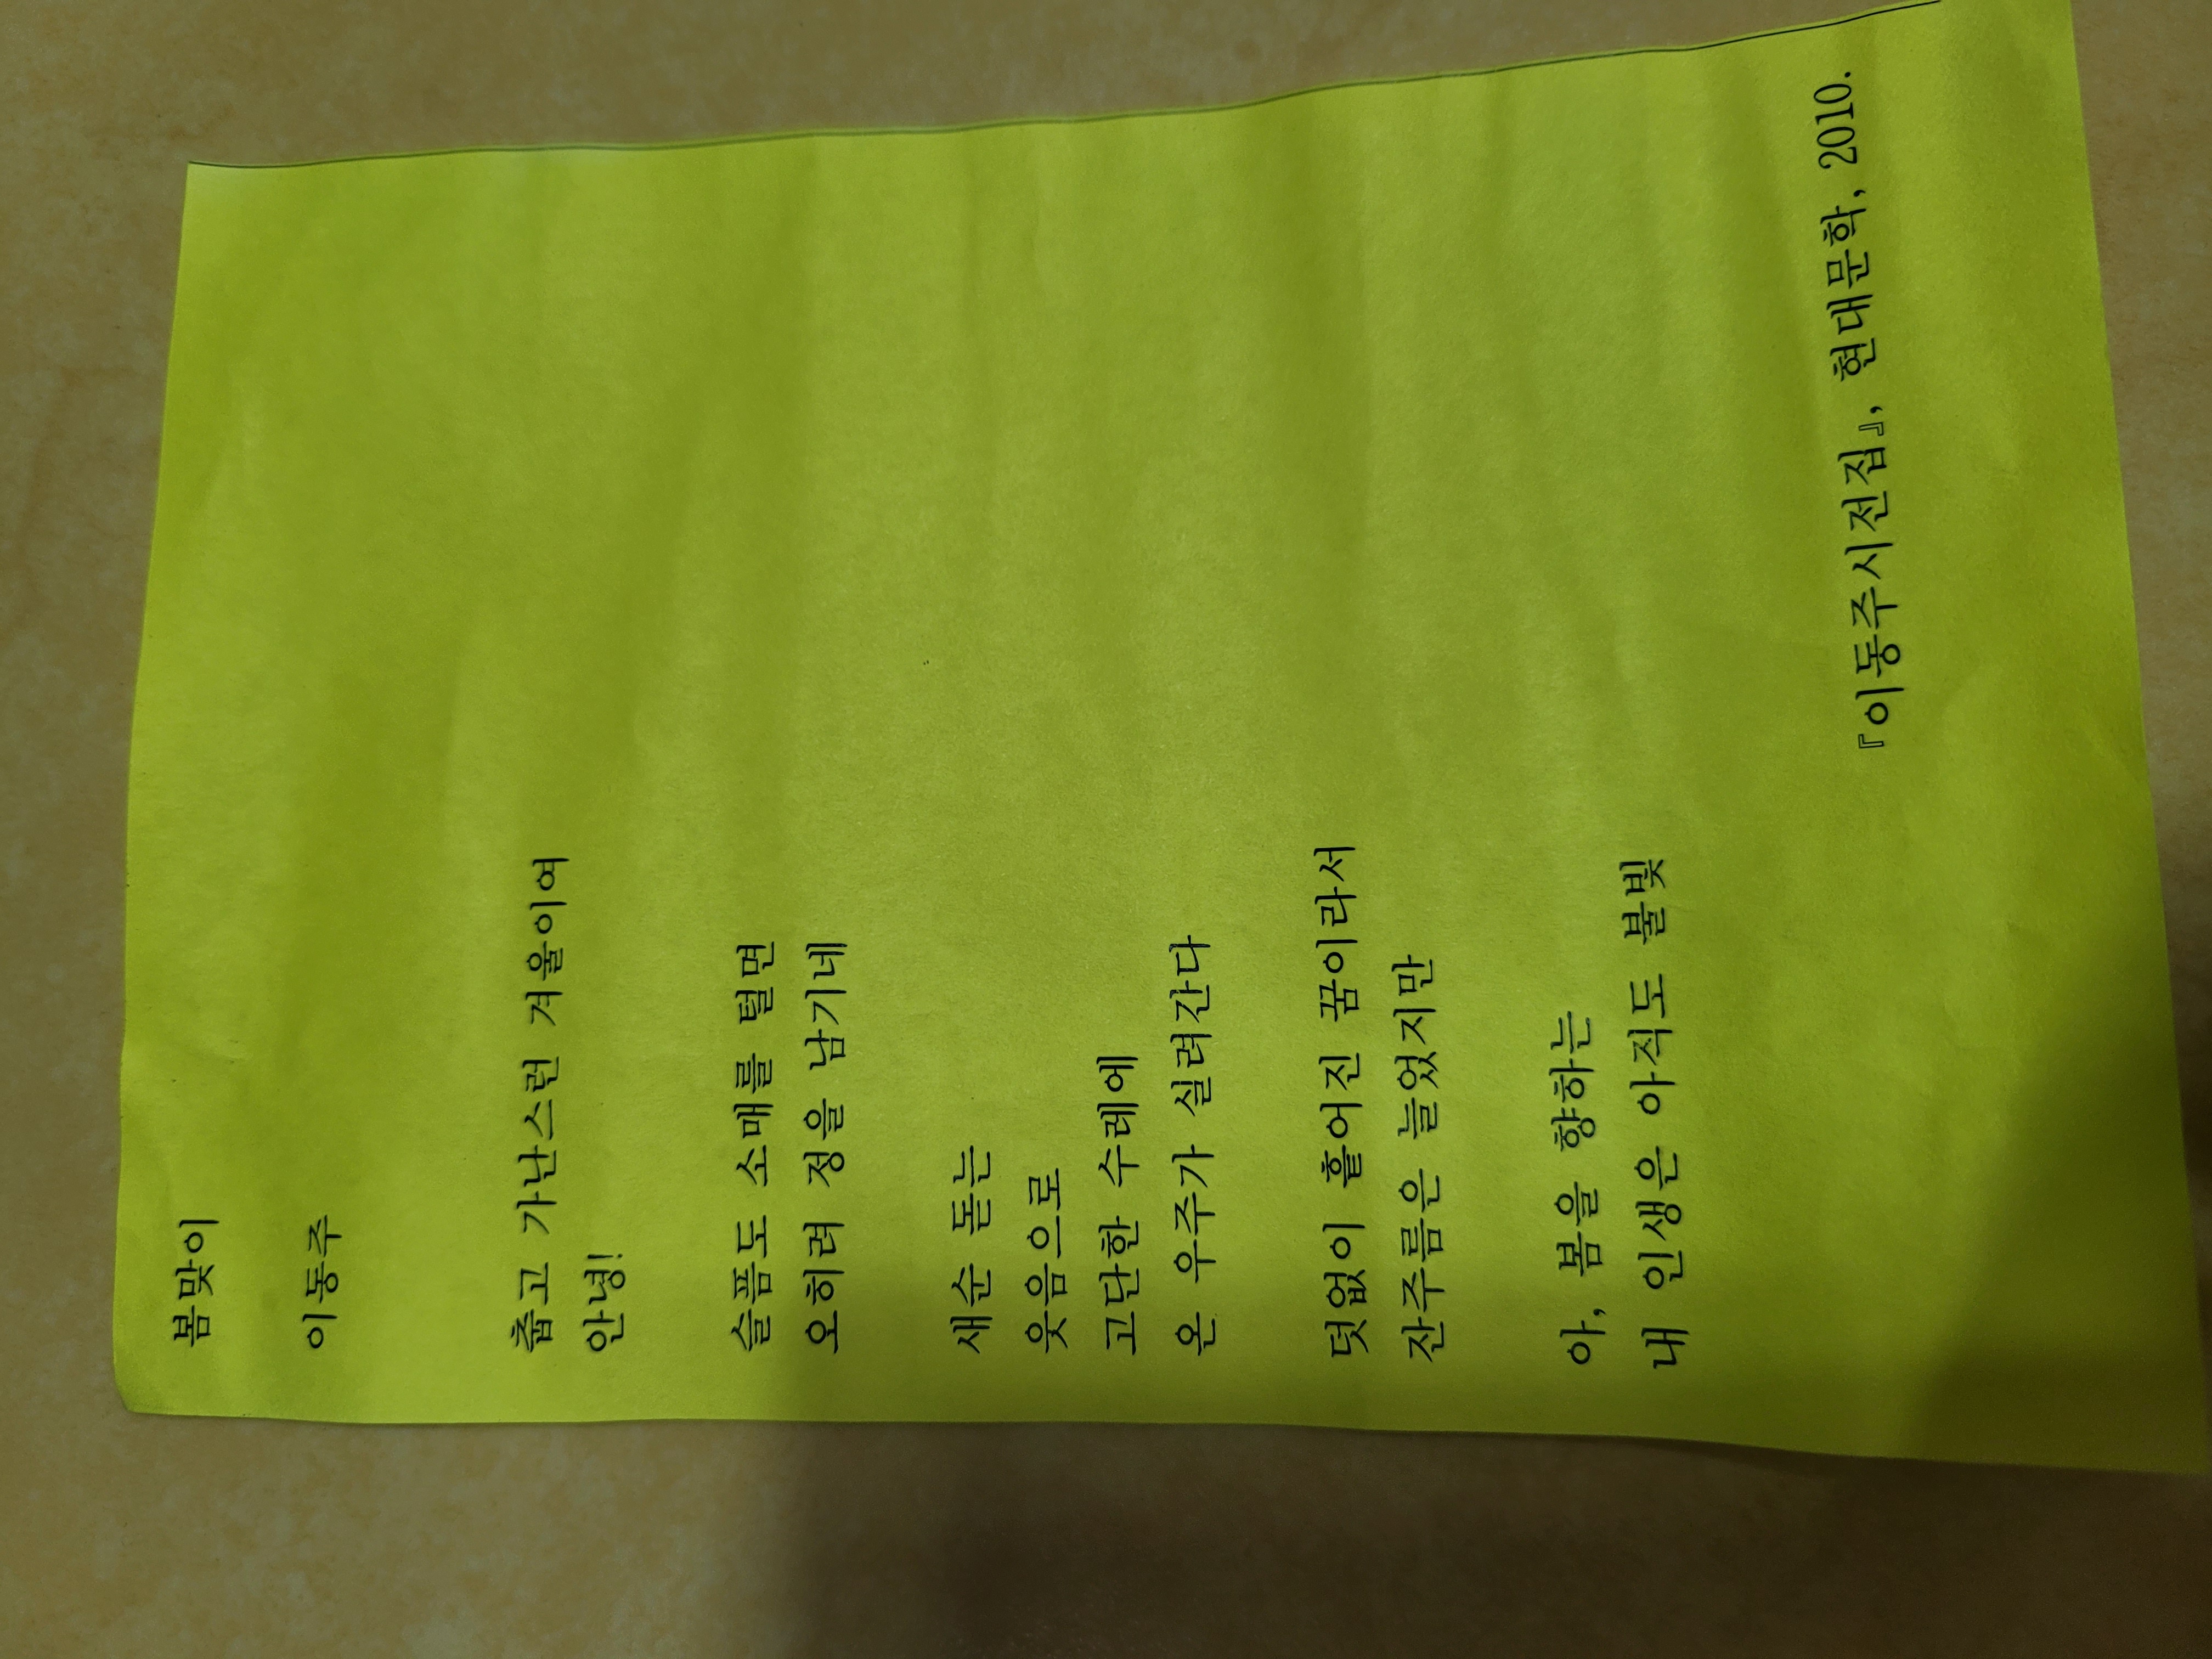 봄맞이
이동주
춥고 가난스런 겨울이여
안녕!
슬픔도 소매를 털면
오히려 정을 남기네
새순 돋는
웃음으로
고단한 수레에
온 우주가 실려간다
덧없이 흩어진 꿈이라서
잔주름은 늘었지만
아, 봄을 향하는
내 인생은 아직도 불빛
『이동주시전집』, 현대문학, 2010.